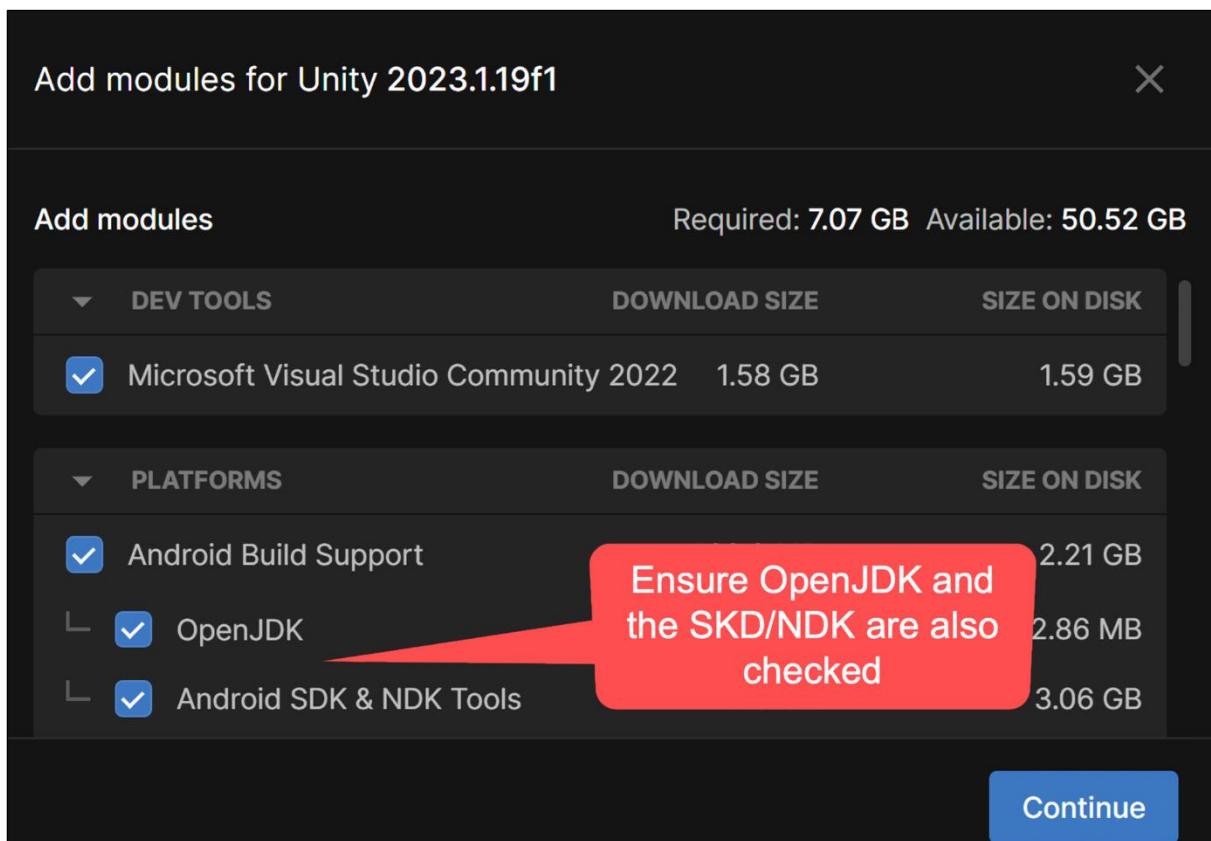 Add modules for Unity 2023.1.19f1
Add modules Required: 7.07 GB Available: 50.52 GB
DEV TOOLS DOWNLOAD SIZE SIZE ON DISK
Microsoft Visual Studio Community 2022 1.58 GB 1.59 GB
PLATFORMS DOWNLOAD SIZE SIZE ON DISK
Android Build Support 2.21 GB
Ensure OpenJDK and
the SKD/NDK are also
checked
OpenJDK 2.86 MB
Android SDK & NDK Tools 3.06 GB
Continue